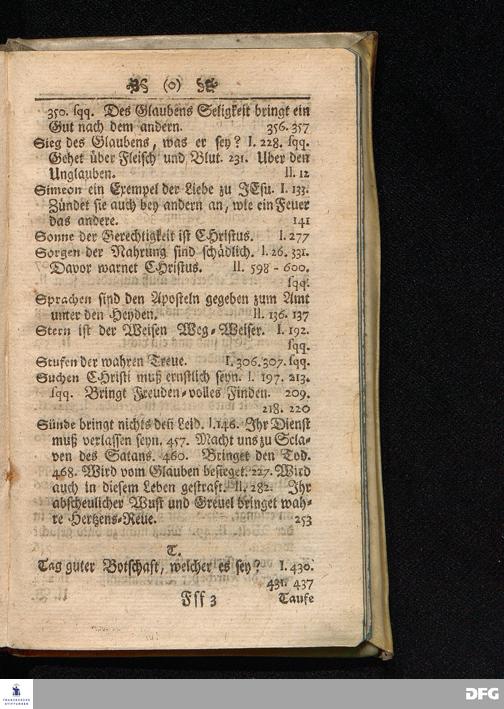 (o)
350. sqq. Des Glaubens Seligkeit bringt ein
Gut nach dem andern. 356. 357
Sieg des Glaubens, was er sey? I. 228. sqq.
Gehet über Fleisch und Blut. 231. Uber den
Unglauben. II. 12
Simeon ein Exempel der Liebe zu JEsu. I. 133.
Zündet sie auch bey andern an, wie ein Feuer
das andere. 141
Sonne der Gerechtigkeit ist CHristus. I. 277
Sorgen der Nahrung sind schädlich. I. 26. 331.
Davor warnet CHristus. II. 598 - 600.
sqq.
Sprachen sind den Aposteln gegeben zum Amt
unter den Heyden. II. 136. 137
Stern ist der Weisen Weg-Weiser. I. 192.
sqq.
Stufen der wahren Treue. I. 306. 307. sqq.
Suchen CHristi muß ernstlich seyn. I. 197. 213.
sqq. Bringt Freuden-volles Finden. 209.
218. 220
Sünde bringt nichts den Leid. I. 146. Ihr Dienst
muß verlassen seyn. 457. Macht uns zu Scla-
ven des Satans. 460. Bringet den Tod.
468. Wird vom Glauben besieget. 227. Wird
auch in diesem Leben gestraft. II. 282. Ihr
abscheulicher Wust und Greuel bringet wah-
re Hertzens-Reue. 253
T.
Tag guter Botschaft, welcher es sey? I. 430.
431. 437
Fff 3 Taufe
FRANCKESCHE
STIFTUNGEN
DFG